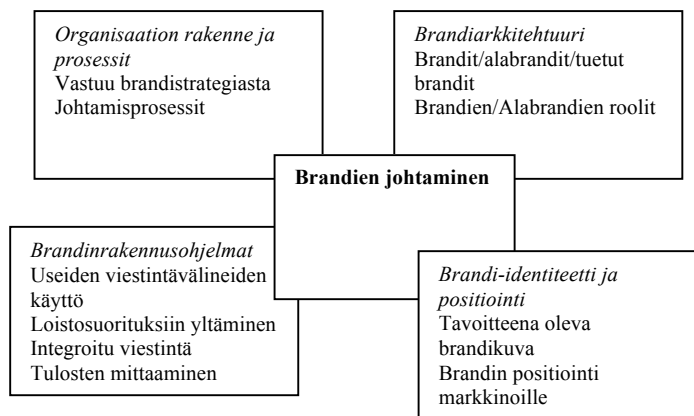 Organisaation rakenne ja
prosessit
Vastuu brandistrategiasta
Johtamisprosessit
Brandiarkkitehtuuri
Brandit/alabrandit/tuetut
brandit
Brandien/Alabrandien roolit
Brandien johtaminen
Brandinrakennusohjelmat
Useiden viestintävälineiden
käyttö
Loistosuorituksiin yltäminen
Integroitu viestintä
Tulosten mittaaminen
Brandi-identiteetti ja
positiointi
Tavoitteena oleva
brandikuva
Brandin positiointi
markkinoille